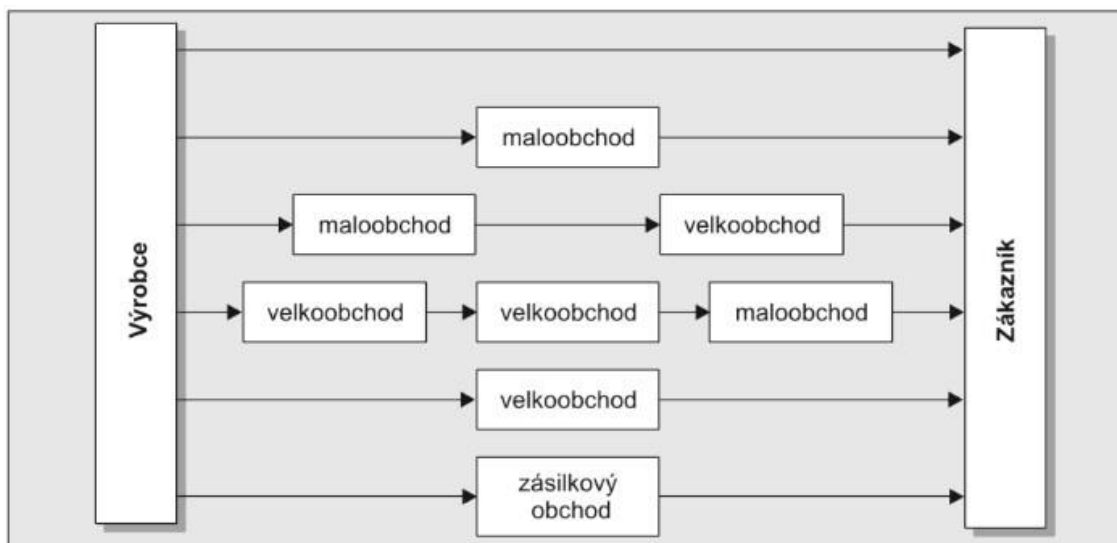 Výrobce
maloobchod
maloobchod
velkoobchod
velkoobchod
velkoobchod
maloobchod
velkoobchod
zásilkový
obchod
Zákazník